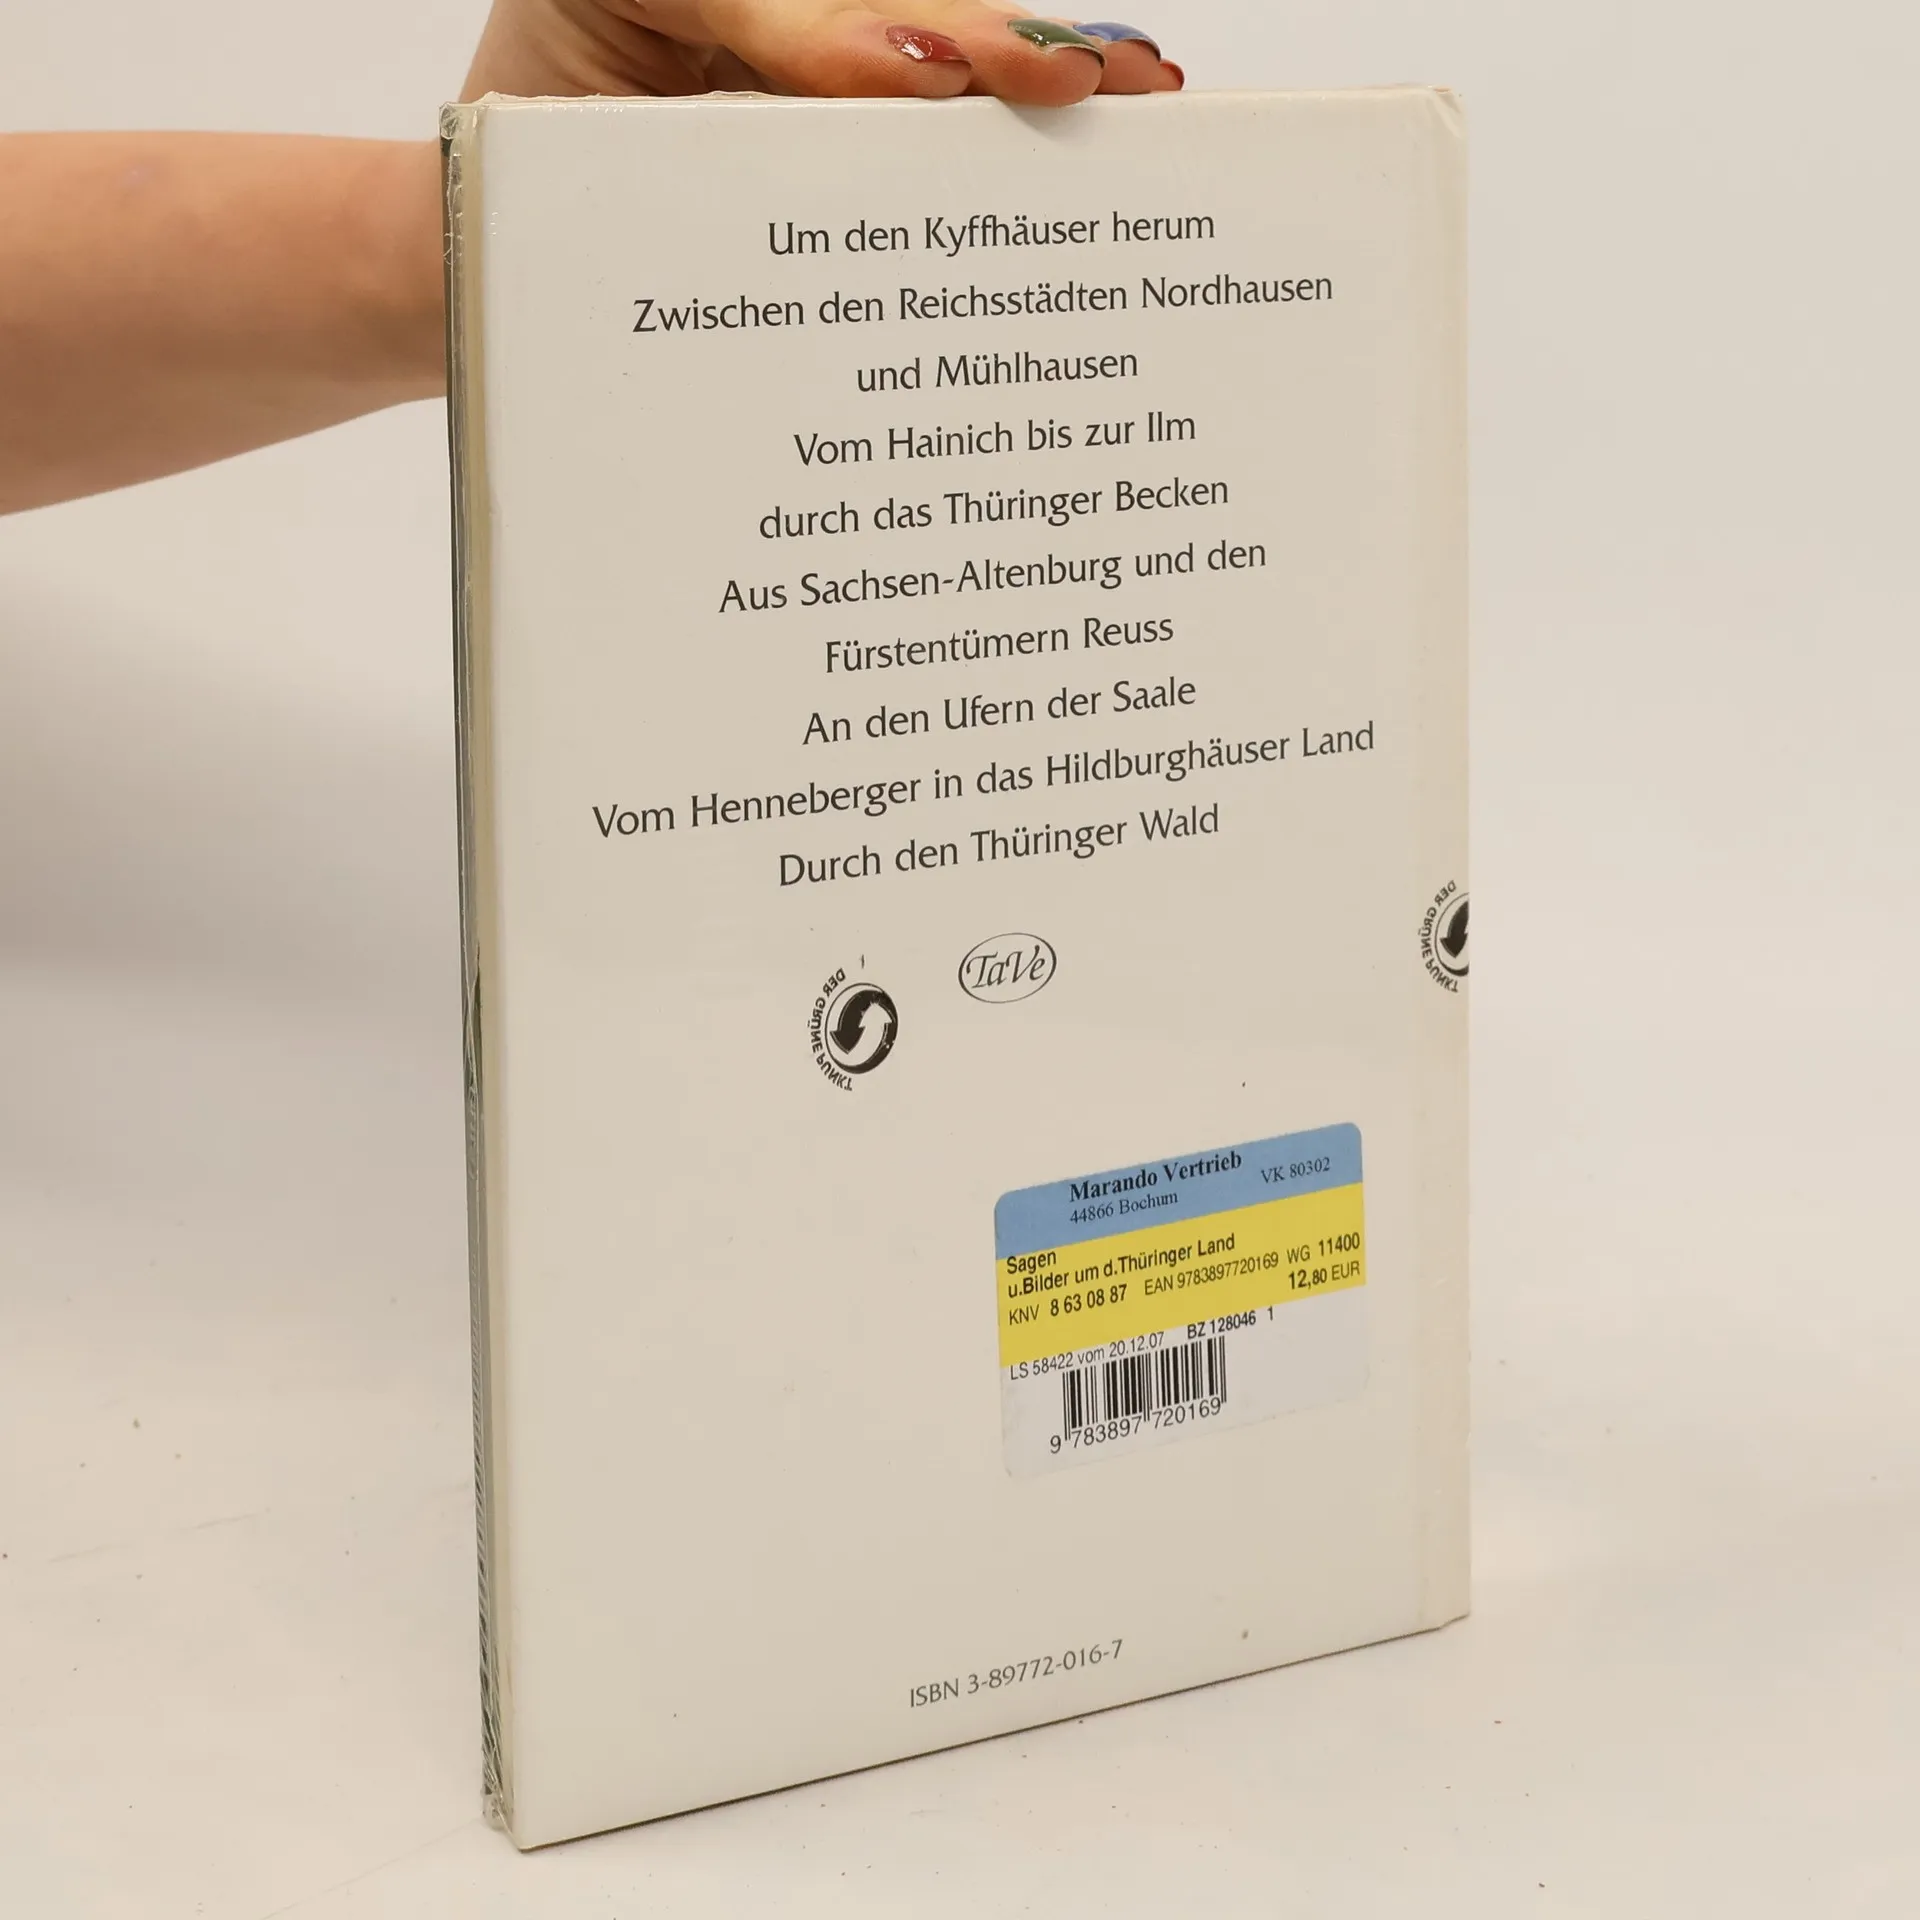 Um den Kyffhäuser herum
Zwischen den Reichsstädten Nordhausen
und Mühlhausen
Vom Hainich bis zur Ilm
durch das Thüringer Becken
Aus Sachsen-Altenburg und den
Fürstentümern Reuss
An den Ufern der Saale
Vom Henneberger in das Hildburghäuser Land
Durch den Thüringer Wald
DER GRÜNE PUNKT
TaVe
DER GRÜNE PUNKT
Marando Vertrieb VK 80302
44866 Bochum
Sagen
u.Bilder um d.Thüringer Land
KNV 8 63 08 87 EAN 9783897720169 WG 11400
12,80 EUR
LS 58422 vom 20.12.07 BZ 128046 1
9 783897 720169
ISBN 3-89772-016-7